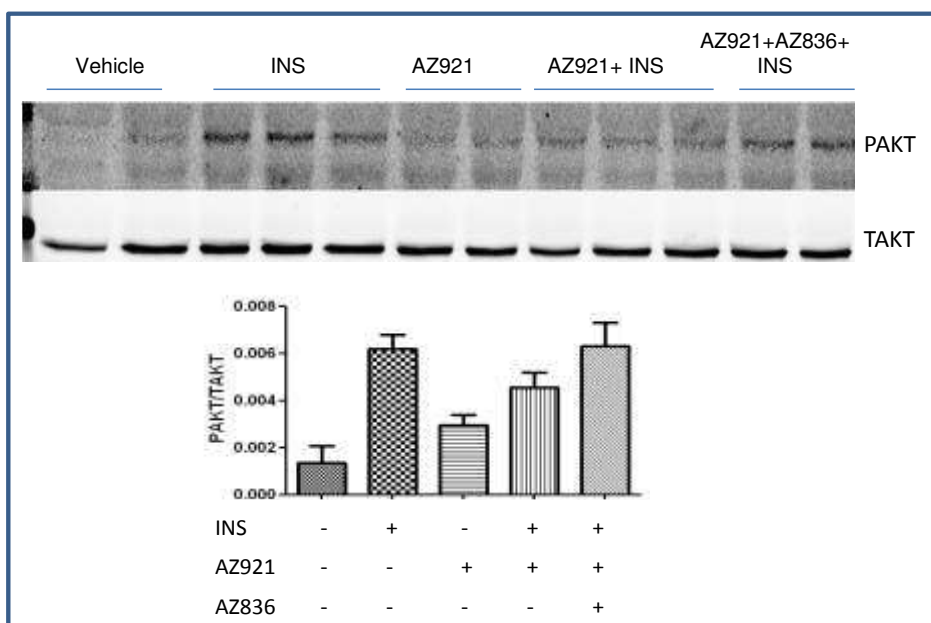 AZ921+AZ836+
Vehicle INS AZ921 AZ921+ INS INS
PAKT
TAKT
0.008
0.006
0.004
0.002
0.000
PAKT/TAKT
INS - + - + +
AZ921 - - + + +
AZ836 - - - - +